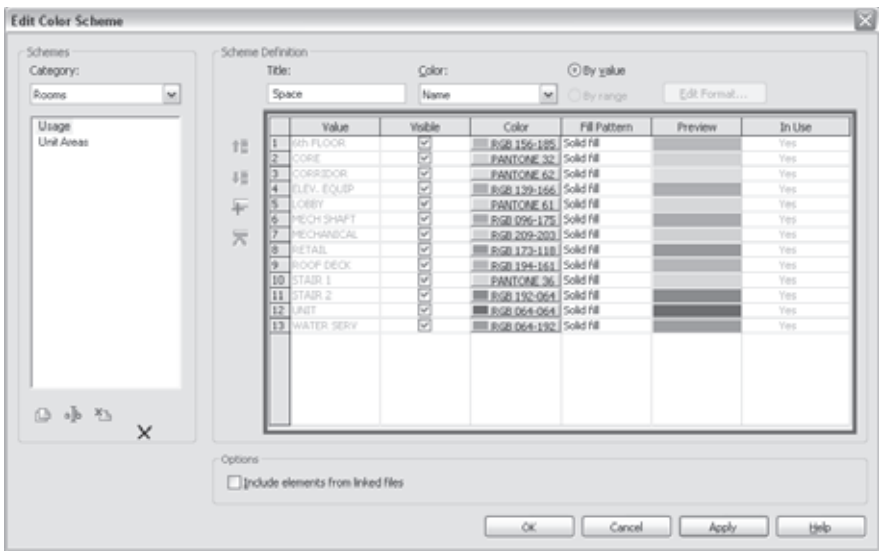 Edit Color Scheme
Schemes
Category:
Rooms
Usage
Unit Areas
Scheme Definition
Title:
Space
Color:
Name
By value
By range
Edit Format...
Value Visible Color Fill Pattern Preview In Use
1 6th FLOOR RGB 156-185 Solid fill Yes
2 CORE PANTONE 32 Solid fill Yes
3 CORRIDOR PANTONE 62 Solid fill Yes
4 ELEV. EQUIP RGB 139-166 Solid fill Yes
5 LOBBY PANTONE 61 Solid fill Yes
6 MECH SHAFT RGB 096-175 Solid fill Yes
7 MECHANICAL RGB 209-203 Solid fill Yes
8 RETAIL RGB 173-118 Solid fill Yes
9 ROOF DECK RGB 194-161 Solid fill Yes
10 STAIR 1 PANTONE 36 Solid fill Yes
11 STAIR 2 RGB 192-064 Solid fill Yes
12 UNIT RGB 064-064 Solid fill Yes
13 WATER SERV RGB 064-192 Solid fill Yes
Options
Include elements from linked files
OK Cancel Apply Help